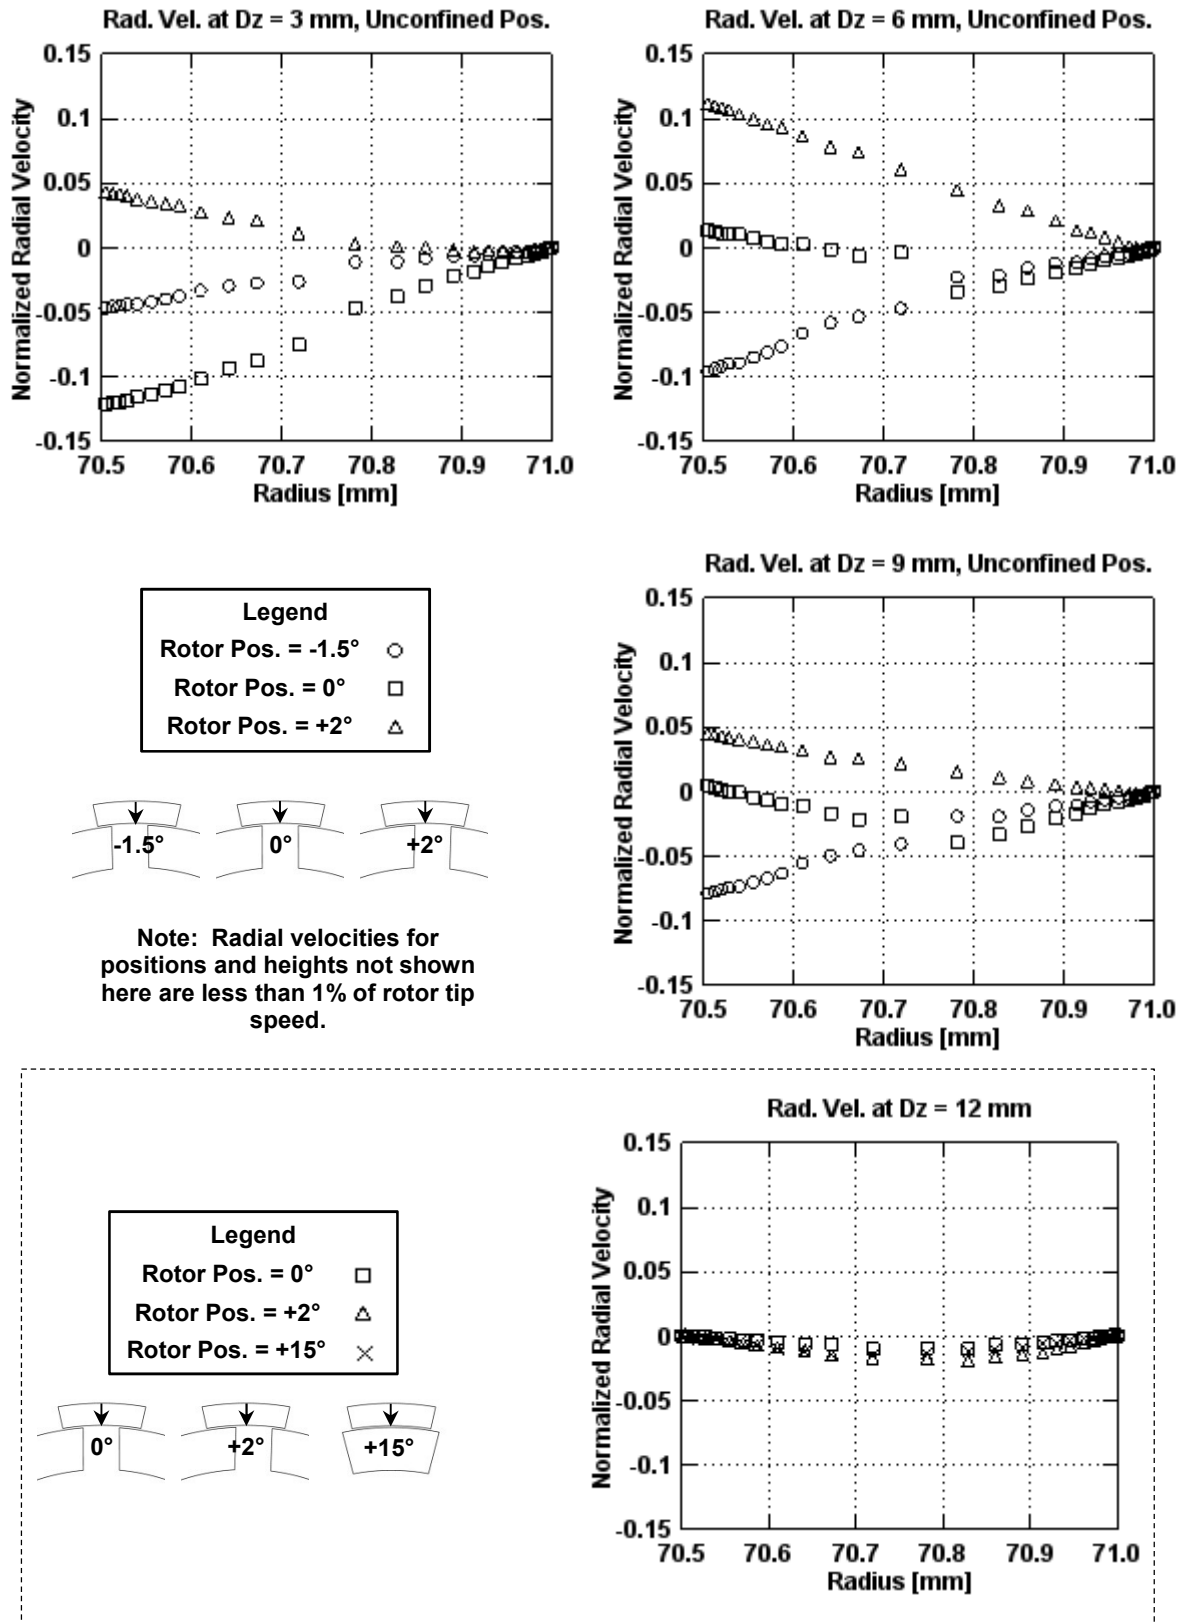 Rad. Vel. at Dz = 3 mm, Unconfined Pos.
Normalized Radial Velocity
0.15
0.1
0.05
0
-0.05
-0.1
-0.15
70.5 70.6 70.7 70.8 70.9 71.0
Radius [mm]
Rad. Vel. at Dz = 6 mm, Unconfined Pos.
Normalized Radial Velocity
0.15
0.1
0.05
0
-0.05
-0.1
-0.15
70.5 70.6 70.7 70.8 70.9 71.0
Radius [mm]
Legend
Rotor Pos. = -1.5°
Rotor Pos. = 0°
Rotor Pos. = +2°
-1.5° 0° +2°
Note: Radial velocities for
positions and heights not shown
here are less than 1% of rotor tip
speed.
Rad. Vel. at Dz = 9 mm, Unconfined Pos.
Normalized Radial Velocity
0.15
0.1
0.05
0
-0.05
-0.1
-0.15
70.5 70.6 70.7 70.8 70.9 71.0
Radius [mm]
Legend
Rotor Pos. = 0°
Rotor Pos. = +2°
Rotor Pos. = +15°
0° +2° +15°
Rad. Vel. at Dz = 12 mm
Normalized Radial Velocity
0.15
0.1
0.05
0
-0.05
-0.1
-0.15
70.5 70.6 70.7 70.8 70.9 71.0
Radius [mm]